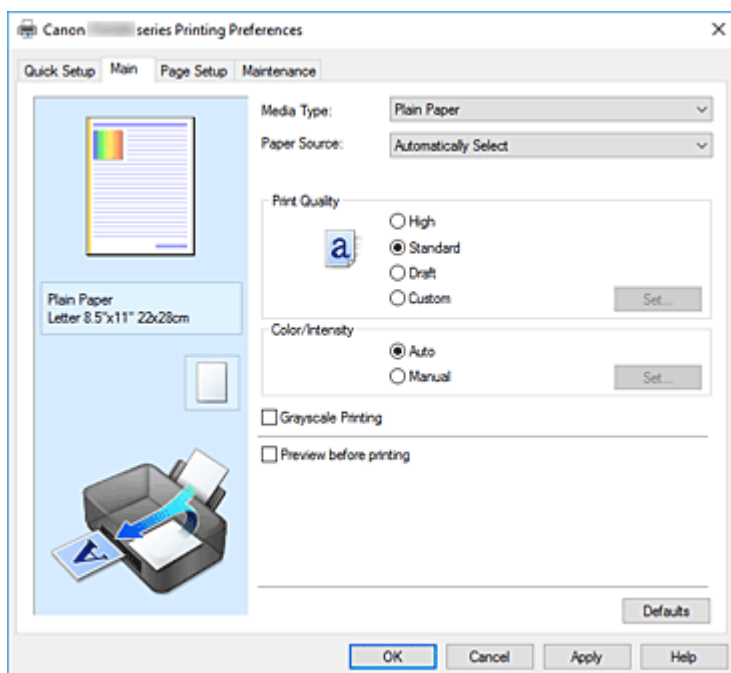 Canon series Printing Preferences
Quick Setup Main Page Setup Maintenance
Media Type: Plain Paper
Paper Source: Automatically Select
Print Quality
High
a Standard
Draft
Custom Set...
Plain Paper
Letter 8.5"x11" 22x28cm
Color/Intensity
Auto
Manual Set...
Grayscale Printing
Preview before printing
A
Defaults
OK Cancel Apply Help